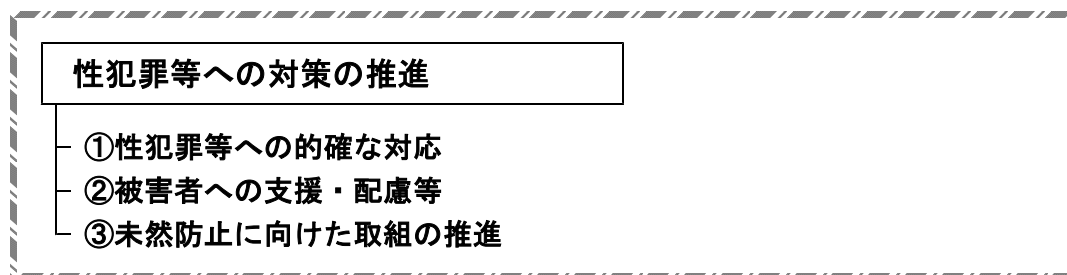 性犯罪等への対策の推進
①性犯罪等への的確な対応
②被害者への支援・配慮等
③未然防止に向けた取組の推進